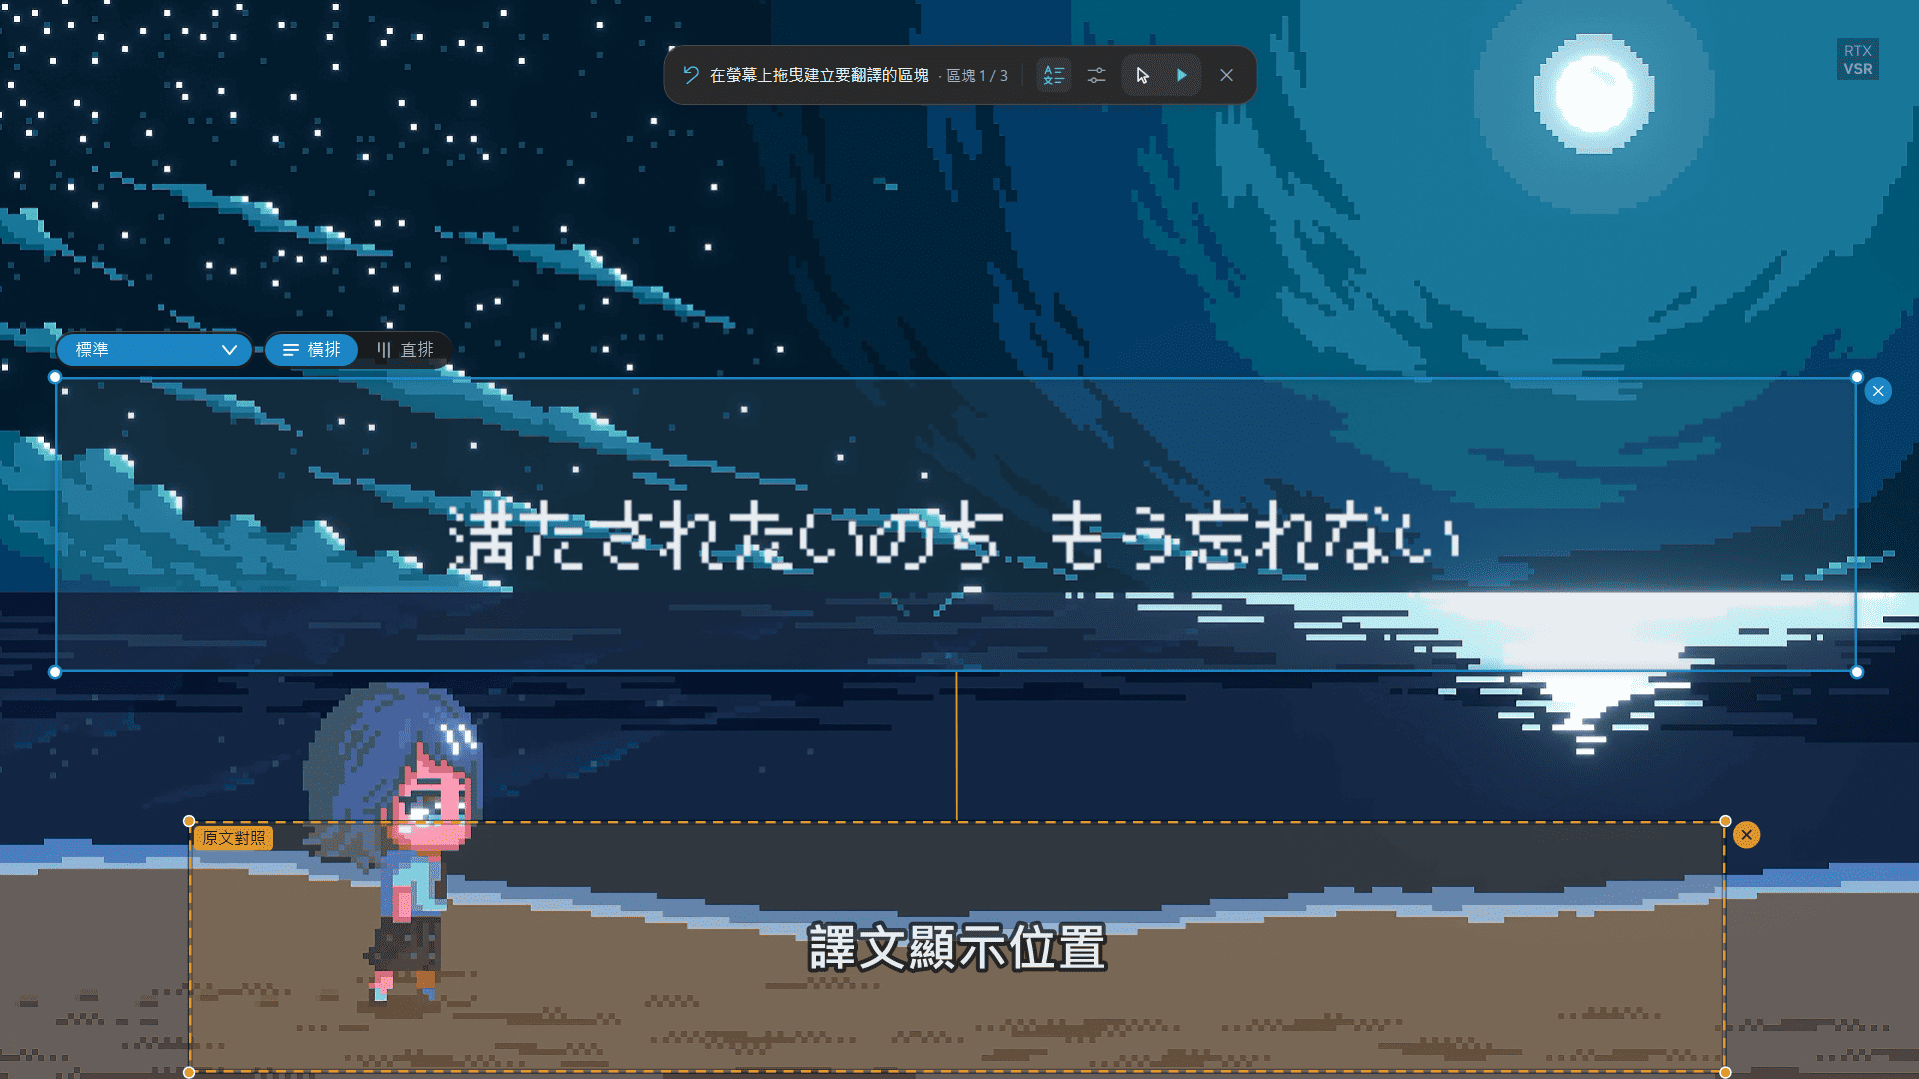 在螢幕上拖曳建立要翻譯的區塊 · 區塊 1 / 3
RTX
VSR
標準
橫排
直排
満たされたいのち もう忘れない
原文對照
譯文顯示位置